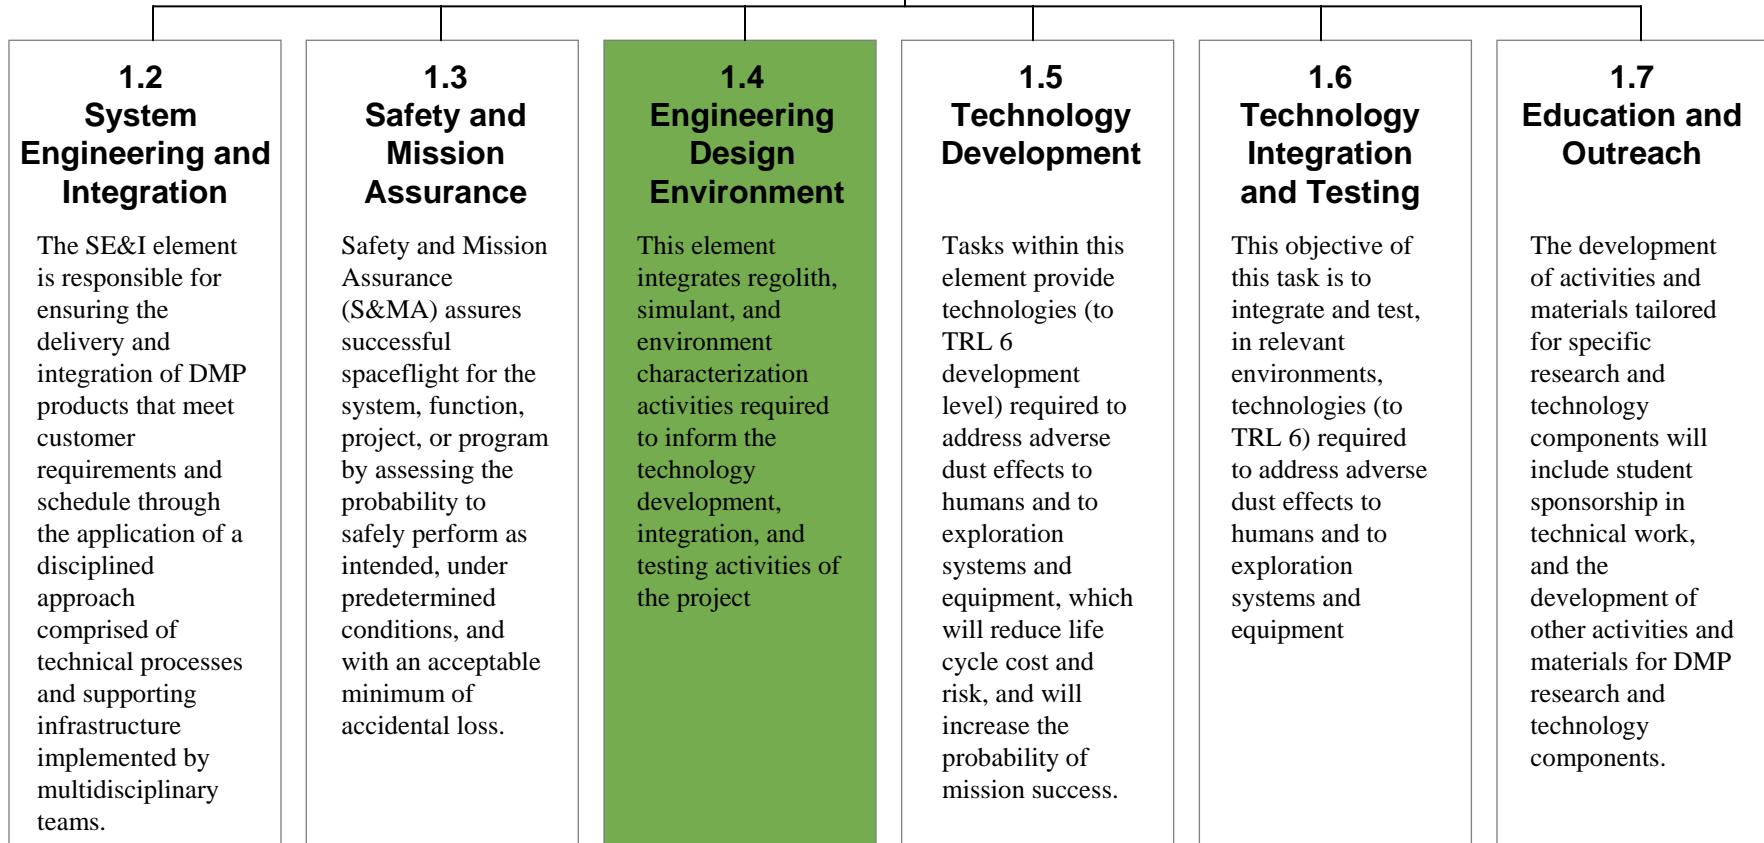 1.2
System
Engineering and
Integration
The SE&I element
is responsible for
ensuring the
delivery and
integration of DMP
products that meet
customer
requirements and
schedule through
the application of a
disciplined
approach
comprised of
technical processes
and supporting
infrastructure
implemented by
multidisciplinary
teams.
1.3
Safety and
Mission
Assurance
Safety and Mission
Assurance
(S&MA) assures
successful
spaceflight for the
system, function,
project, or program
by assessing the
probability to
safely perform as
intended, under
predetermined
conditions, and
with an acceptable
minimum of
accidental loss.
1.4
Engineering
Design
Environment
This element
integrates regolith,
simulant, and
environment
characterization
activities required
to inform the
technology
development,
integration, and
testing activities of
the project
1.5
Technology
Development
Tasks within this
element provide
technologies (to
TRL 6
development
level) required to
address adverse
dust effects to
humans and to
exploration
systems and
equipment, which
will reduce life
cycle cost and
risk, and will
increase the
probability of
mission success.
1.6
Technology
Integration
and Testing
This objective of
this task is to
integrate and test,
in relevant
environments,
technologies (to
TRL 6) required
to address adverse
dust effects to
humans and to
exploration
systems and
equipment
1.7
Education and
Outreach
The development
of activities and
materials tailored
for specific
research and
technology
components will
include student
sponsorship in
technical work,
and the
development of
other activities and
materials for DMP
research and
technology
components.